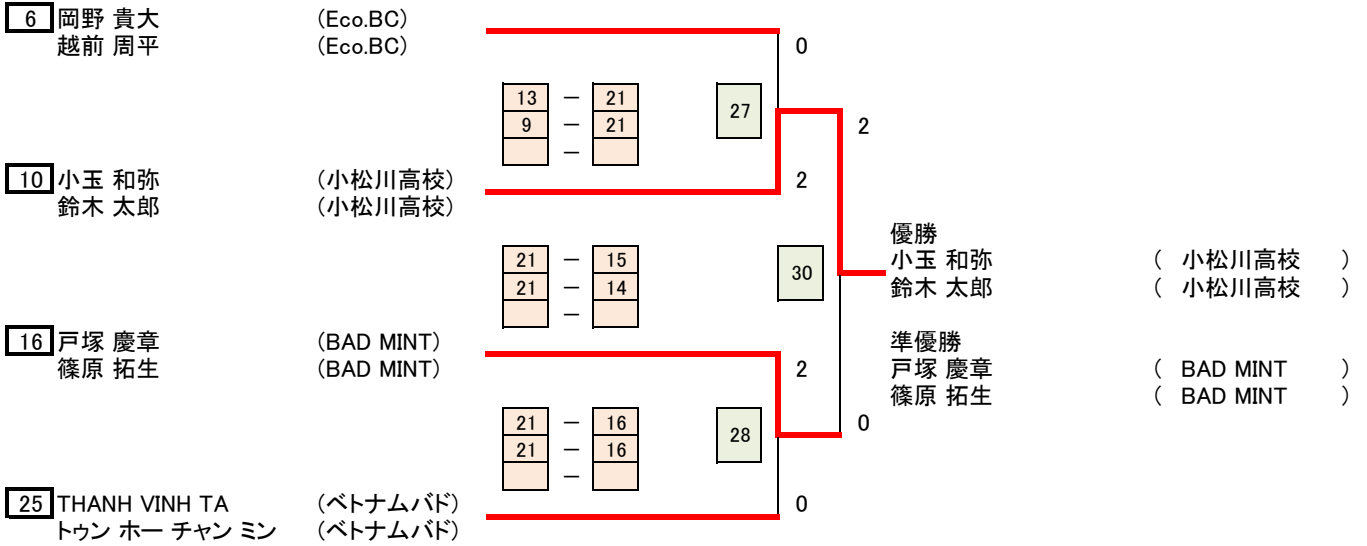 6 岡野 貴大 (Eco.BC)
越前 周平 (Eco.BC)
0
13 － 21
27
9 － 21
2
－
10 小玉 和弥 (小松川高校)
2
鈴木 太郎 (小松川高校)
優勝
21 － 15
30
小玉 和弥 ( 小松川高校 )
21 － 14
鈴木 太郎 ( 小松川高校 )
－
16 戸塚 慶章 (BAD MINT)
準優勝
篠原 拓生 (BAD MINT)
2
戸塚 慶章 ( BAD MINT )
篠原 拓生 ( BAD MINT )
21 － 16
0
28
21 － 16
－
25 THANH VINH TA (ベトナムバド)
0
トゥン ホー チャン ミン (ベトナムバド)